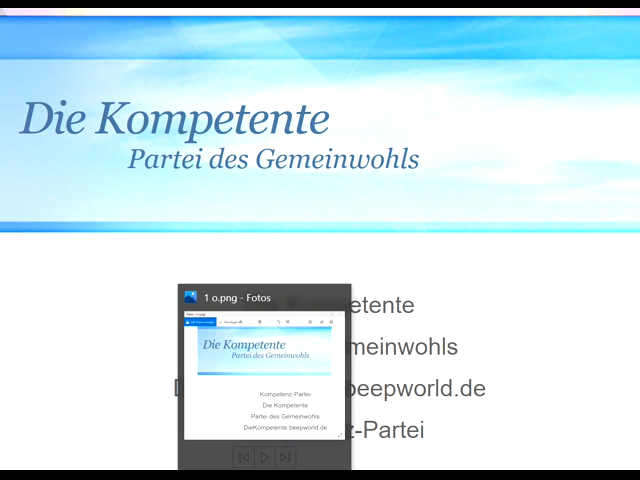 Die Kompetente
Partei des Gemeinwohls
1 o.png - Fotos
etente
Die Kompetente
Partei des Gemeinwohls
meinwohls
Kompetenz-Partei
D beepworld.de
Die Kompetente
Partei des Gemeinwohls
DieKompetente.beepworld.de
z-Partei